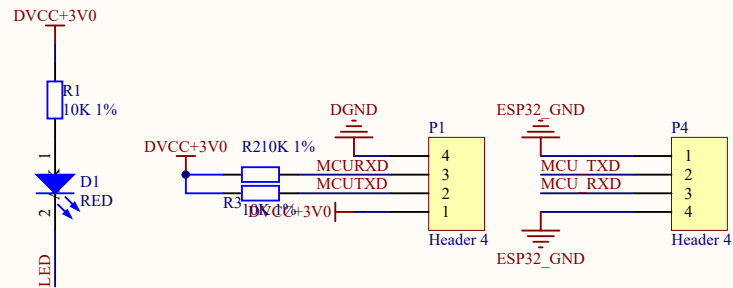 DVCC+3V0
R1
10K 1%
1
D1
RED
2
LED
DVCC+3V0
R2 10K 1%
R3 10K 1%
MCURXD
MCUTXD
DVCC+3V0
DGND
P1
4
3
2
1
Header 4
ESP32_GND
MCU_TXD
MCU_RXD
ESP32_GND
P4
1
2
3
4
Header 4